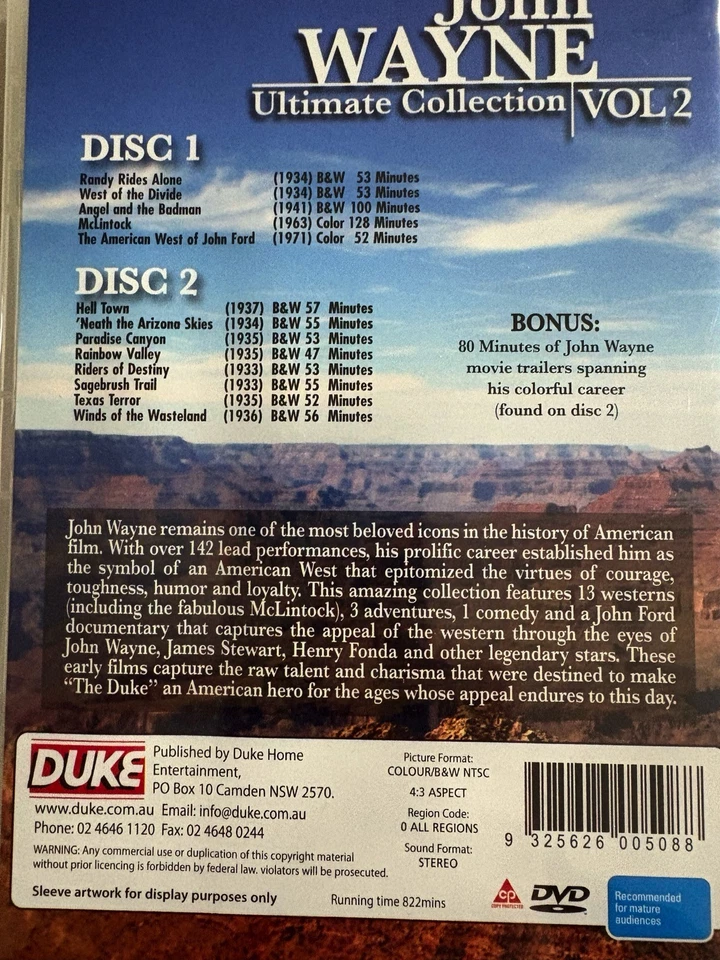 John
WAYNE
Ultimate Collection VOL 2
DISC 1
Randy Rides Alone (1934) B&W 53 Minutes
West of the Divide (1934) B&W 53 Minutes
Angel and the Badman (1941) B&W 100 Minutes
McLintock (1963) Color 128 Minutes
The American West of John Ford (1971) Color 52 Minutes
DISC 2
Hell Town (1937) B&W 57 Minutes
'Neath the Arizona Skies (1934) B&W 55 Minutes
Paradise Canyon (1935) B&W 53 Minutes
Rainbow Valley (1935) B&W 47 Minutes
Riders of Destiny (1933) B&W 53 Minutes
Sagebrush Trail (1933) B&W 55 Minutes
Texas Terror (1935) B&W 52 Minutes
Winds of the Wasteland (1936) B&W 56 Minutes
BONUS:
80 Minutes of John Wayne
movie trailers spanning
his colorful career
(found on disc 2)
John Wayne remains one of the most beloved icons in the history of American
film. With over 142 lead performances, his prolific career established him as
the symbol of an American West that epitomized the virtues of courage,
toughness, humor and loyalty. This amazing collection features 13 westerns
(including the fabulous McLintock), 3 adventures, 1 comedy and a John Ford
documentary that captures the appeal of the western through the eyes of
John Wayne, James Stewart, Henry Fonda and other legendary stars. These
early films capture the raw talent and charisma that were destined to make
“The Duke” an American hero for the ages whose appeal endures to this day.
DUKE
Published by Duke Home
Entertainment,
PO Box 10 Camden NSW 2570.
www.duke.com.au Email: info@duke.com.au
Phone: 02 4646 1120 Fax: 02 4648 0244
WARNING: Any commercial use or duplication of this copyright material
without prior licencing is forbidden by federal law. violators will be prosecuted.
Sleeve artwork for display purposes only
Running time 822mins
Picture Format:
COLOUR/B&W NTSC
4:3 ASPECT
Region Code:
0 ALL REGIONS
Sound Format:
STEREO
9 325626 005088
CP
COPY PROTECTED
DVD
Recommended
for mature
audiences